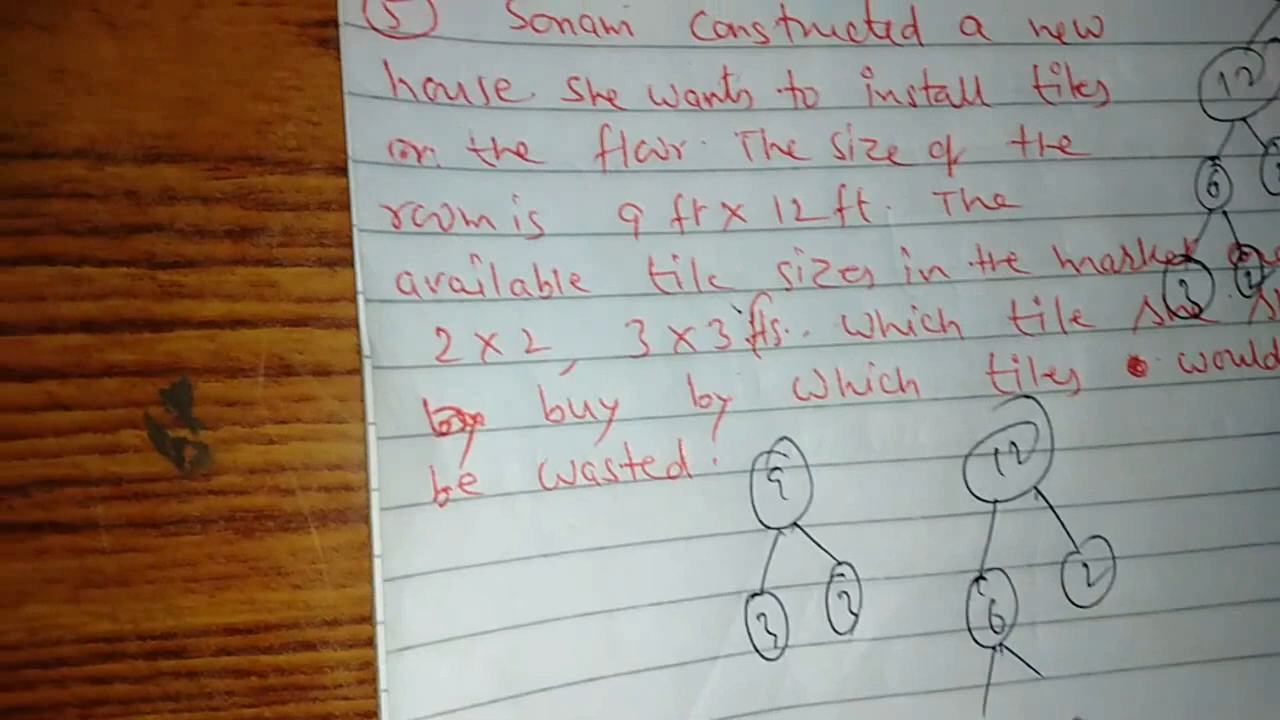 5 Sonam constructed a new
house. She wants to install tiles
on the floor. The size of the
room is 9 ft x 12 ft. The
available tile sizes in the market
2 x 2, 3 x 3 fts. Which tile she
buy by which tiles would
be wasted.
9
3 3
12
6 2
12
6
3 2